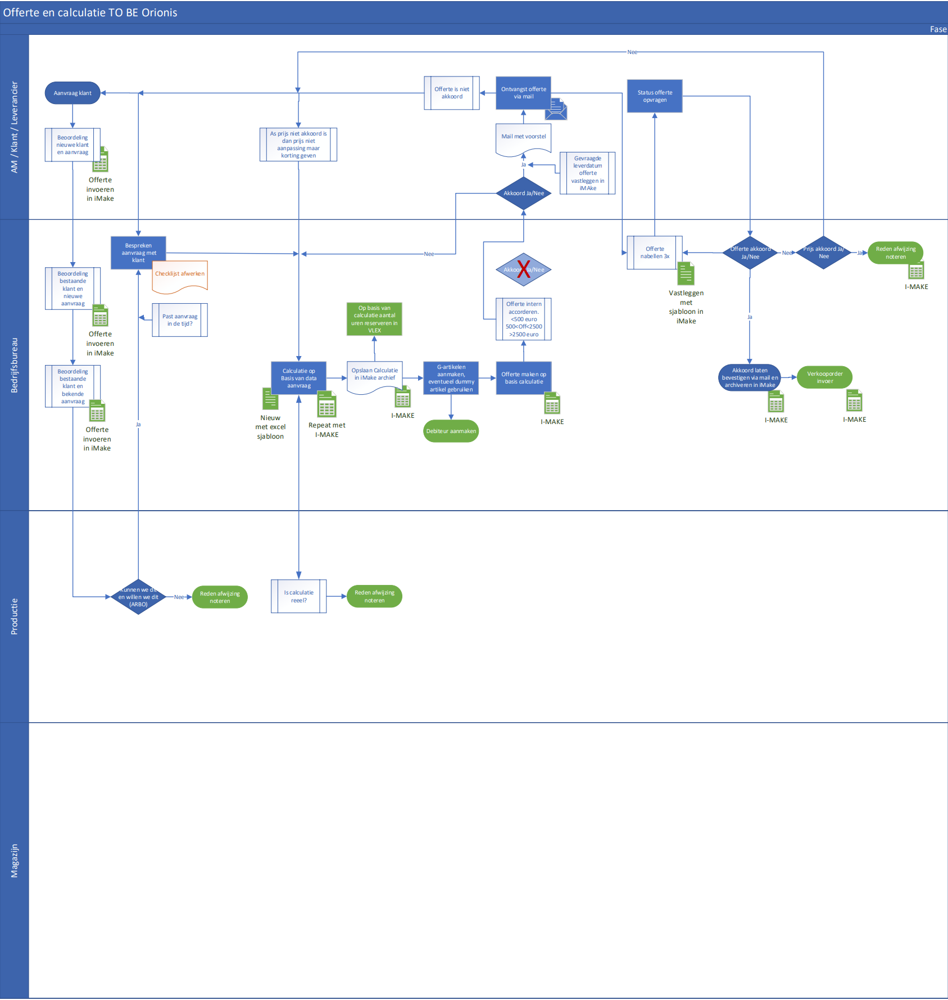 Offerte en calculatie TO BE Orionis
Fase
AM / Klant / Leverancier
Nee
Aanvraag klant
Offerte is niet
akkoord
Ontvangst offerte
via mail
Status offerte
opvragen
Beoordeling
nieuwe klant
en aanvraag
Offerte
invoeren
in iMake
As prijs niet akkoord is
dan prijs niet
aanpassing maar
korting geven
Mail met voorstel
Ja
Gevraagde
leverdatum
offerte
vastleggen in
iMAke
Akkoord Ja/Nee
Bedrijfsbureau
Bespreken
aanvraag met
klant
Checklijst afwerken
Nee
Akkoord Ja/Nee
X
Offerte
nabellen 3x
Vastleggen
met
sjabloon in
iMake
Offerte akkoord
Ja/Nee
Nee
Prijs akkoord Ja/
Nee
Ja
Reden afwijzing
noteren
I-MAKE
Beoordeling
bestaande
klant en
nieuwe
aanvraag
Offerte
invoeren
in iMake
Past aanvraag
in de tijd?
Op basis van
calculatie aantal
uren reserveren in
VLEX
Offerte intern
accorderen.
<500 euro
500<Off<2500
>2500 euro
Ja
Beoordeling
bestaande
klant en
bekende
aanvraag
Offerte
invoeren
in iMake
Ja
Calculatie op
Basis van data
aanvraag
Nieuw
met excel
sjabloon
Repeat met
I-MAKE
Opslaan Calculatie
in iMake archief
I-MAKE
G-artikelen
aanmaken,
eventueel dummy
artikel gebruiken
Debiteur aanmaken
Offerte maken op
basis calculatie
I-MAKE
Akkoord laten
bevestigen via mail en
archiveren in iMake
I-MAKE
Verkooporder
invoer
I-MAKE
Productie
Kunnen we dit
en willen we dit
(ARBO)
Nee
Reden afwijzing
noteren
Is calculatie
reeel?
Reden afwijzing
noteren
Magazijn